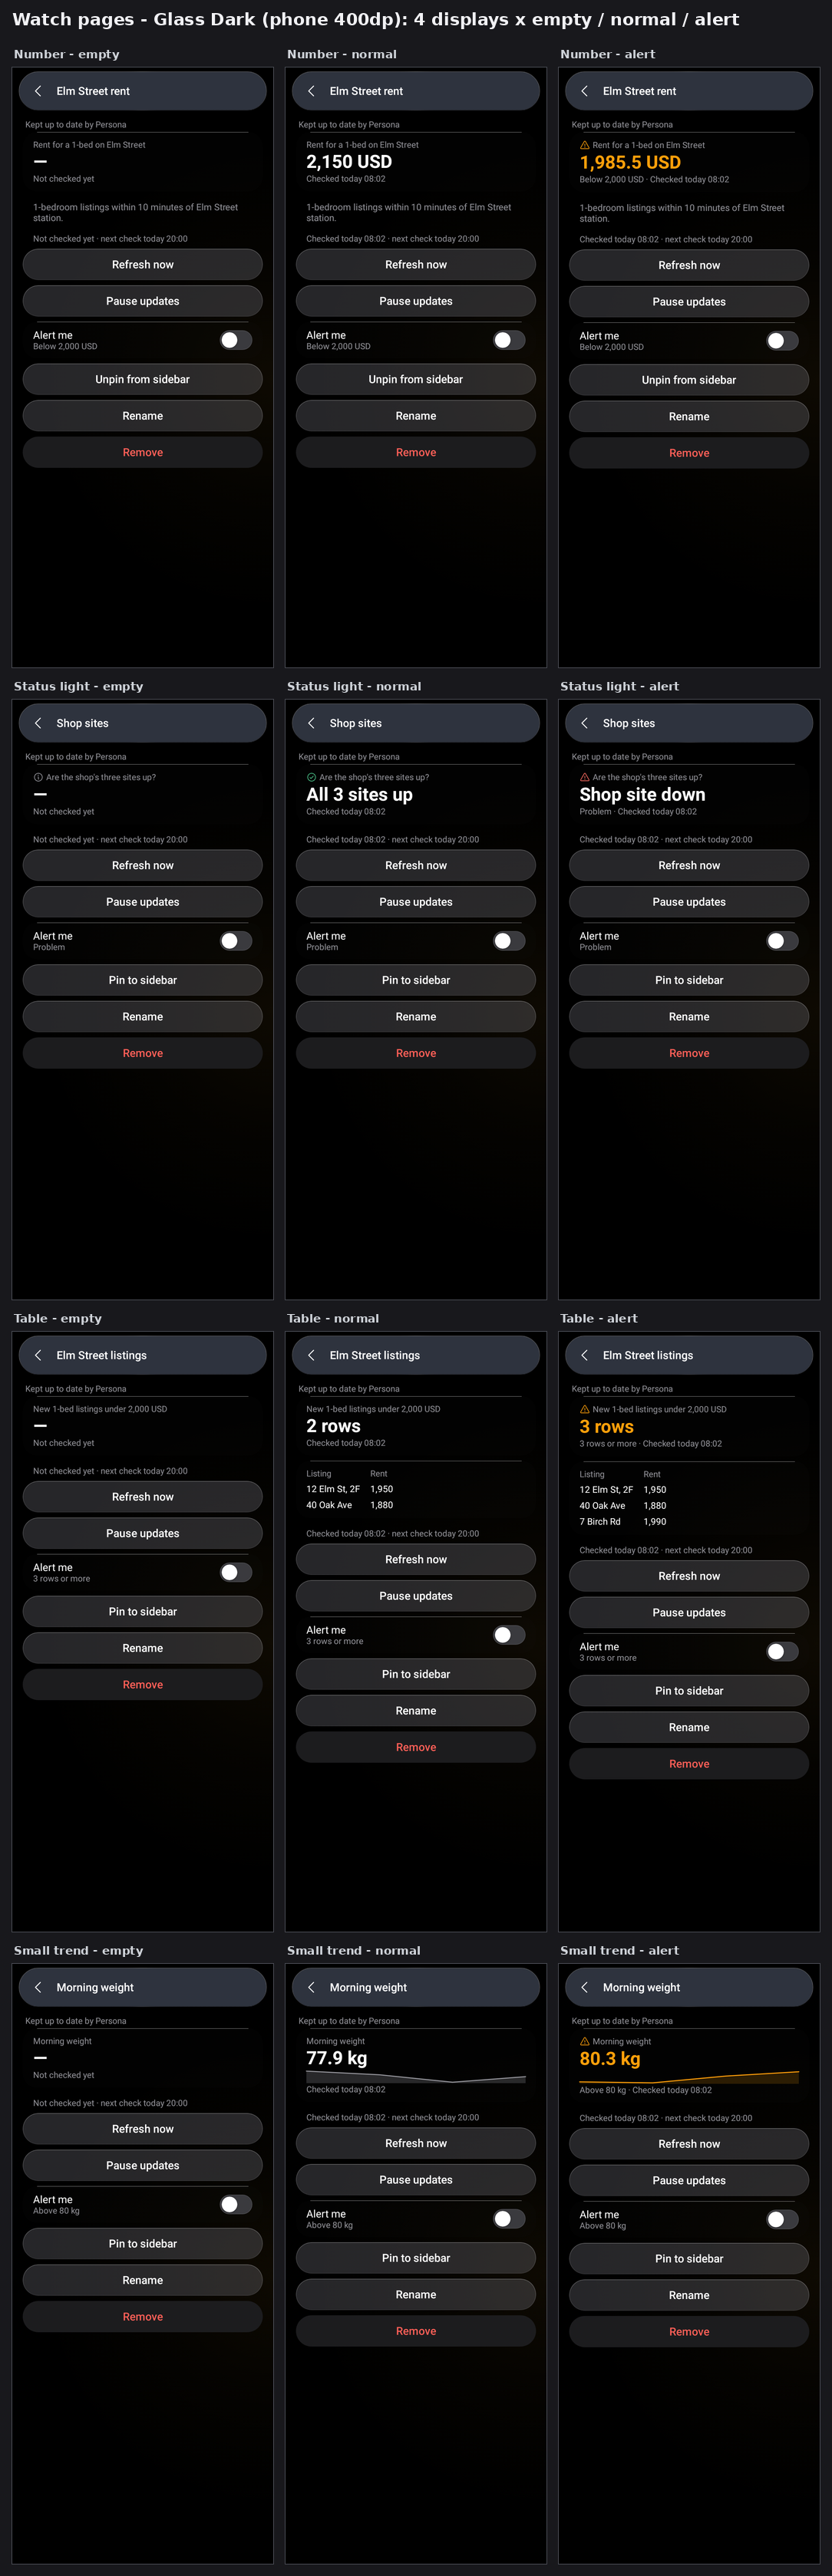 Watch pages - Glass Dark (phone 400dp): 4 displays x empty / normal / alert
Number - empty
Elm Street rent
Kept up to date by Persona
Rent for a 1-bed on Elm Street
—
Not checked yet
1-bedroom listings within 10 minutes of Elm Street
station.
Not checked yet · next check today 20:00
Refresh now
Pause updates
Alert me
Below 2,000 USD
Unpin from sidebar
Rename
Remove
Number - normal
Elm Street rent
Kept up to date by Persona
Rent for a 1-bed on Elm Street
2,150 USD
Checked today 08:02
1-bedroom listings within 10 minutes of Elm Street
station.
Checked today 08:02 · next check today 20:00
Refresh now
Pause updates
Alert me
Below 2,000 USD
Unpin from sidebar
Rename
Remove
Number - alert
Elm Street rent
Kept up to date by Persona
Rent for a 1-bed on Elm Street
1,985.5 USD
Below 2,000 USD · Checked today 08:02
1-bedroom listings within 10 minutes of Elm Street
station.
Checked today 08:02 · next check today 20:00
Refresh now
Pause updates
Alert me
Below 2,000 USD
Unpin from sidebar
Rename
Remove
Status light - empty
Shop sites
Kept up to date by Persona
Are the shop's three sites up?
—
Not checked yet
Not checked yet · next check today 20:00
Refresh now
Pause updates
Alert me
Problem
Pin to sidebar
Rename
Remove
Status light - normal
Shop sites
Kept up to date by Persona
Are the shop's three sites up?
All 3 sites up
Checked today 08:02
Checked today 08:02 · next check today 20:00
Refresh now
Pause updates
Alert me
Problem
Pin to sidebar
Rename
Remove
Status light - alert
Shop sites
Kept up to date by Persona
Are the shop's three sites up?
Shop site down
Problem · Checked today 08:02
Checked today 08:02 · next check today 20:00
Refresh now
Pause updates
Alert me
Problem
Pin to sidebar
Rename
Remove
Table - empty
Elm Street listings
Kept up to date by Persona
New 1-bed listings under 2,000 USD
—
Not checked yet
Not checked yet · next check today 20:00
Refresh now
Pause updates
Alert me
3 rows or more
Pin to sidebar
Rename
Remove
Table - normal
Elm Street listings
Kept up to date by Persona
New 1-bed listings under 2,000 USD
2 rows
Checked today 08:02
Listing Rent
12 Elm St, 2F 1,950
40 Oak Ave 1,880
Checked today 08:02 · next check today 20:00
Refresh now
Pause updates
Alert me
3 rows or more
Pin to sidebar
Rename
Remove
Table - alert
Elm Street listings
Kept up to date by Persona
New 1-bed listings under 2,000 USD
3 rows
3 rows or more · Checked today 08:02
Listing Rent
12 Elm St, 2F 1,950
40 Oak Ave 1,880
7 Birch Rd 1,990
Checked today 08:02 · next check today 20:00
Refresh now
Pause updates
Alert me
3 rows or more
Pin to sidebar
Rename
Remove
Small trend - empty
Morning weight
Kept up to date by Persona
Morning weight
—
Not checked yet
Not checked yet · next check today 20:00
Refresh now
Pause updates
Alert me
Above 80 kg
Pin to sidebar
Rename
Remove
Small trend - normal
Morning weight
Kept up to date by Persona
Morning weight
77.9 kg
Checked today 08:02
Checked today 08:02 · next check today 20:00
Refresh now
Pause updates
Alert me
Above 80 kg
Pin to sidebar
Rename
Remove
Small trend - alert
Morning weight
Kept up to date by Persona
Morning weight
80.3 kg
Above 80 kg · Checked today 08:02
Checked today 08:02 · next check today 20:00
Refresh now
Pause updates
Alert me
Above 80 kg
Pin to sidebar
Rename
Remove